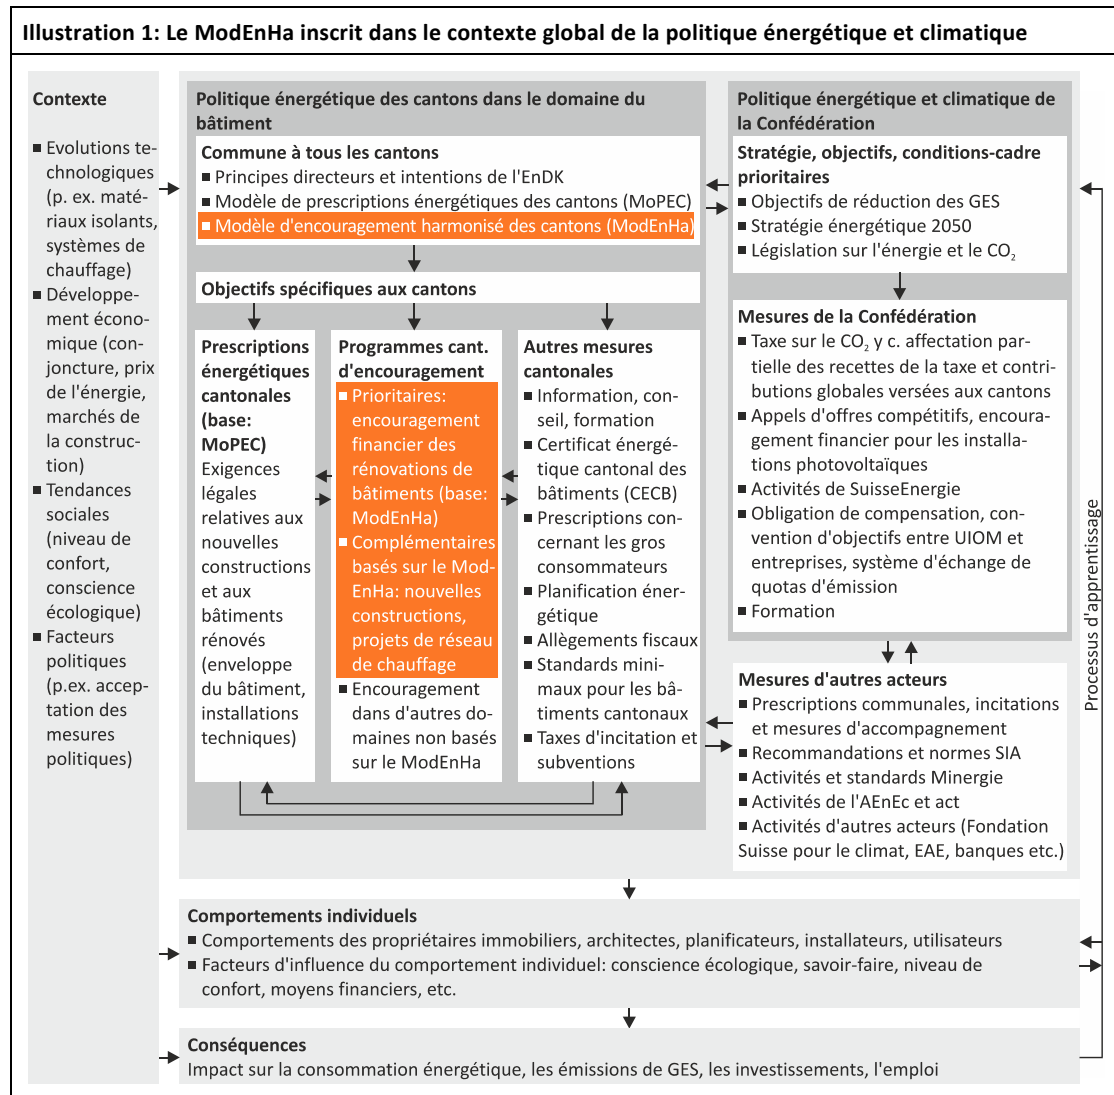 Illustration 1: Le ModEnHa inscrit dans le contexte global de la politique énergétique et climatique
Contexte
■ Evolutions te-
chnologiques
(p. ex. maté-
riaux isolants,
systèmes de
chauffage)
■ Développe-
ment écono-
mique (con-
joncture, prix
de l'énergie,
marchés de
la construc-
tion)
■ Tendances
sociales
(niveau de
confort,
conscience
écologique)
■ Facteurs
politiques
(p.ex. accep-
tation des
mesures
politiques)
Politique énergétique des cantons dans le domaine du
bâtiment
Commune à tous les cantons
■ Principes directeurs et intentions de l'EnDK
■ Modèle de prescriptions énergétiques des cantons (MoPEC)
■ Modèle d'encouragement harmonisé des cantons (ModEnHa)
Objectifs spécifiques aux cantons
Prescriptions
énergétiques
cantonales
(base:
MoPEC)
Exigences
légales
relatives aux
nouvelles
constructions
et aux
bâtiments
rénovés
(enveloppe
du bâtiment,
installations
techniques)
Programmes cant.
d'encouragement
■ Prioritaires:
encouragement
financier des
rénovations de
bâtiments (base:
ModEnHa)
■ Complémentaires
basés sur le Mod-
EnHa: nouvelles
constructions,
projets de réseau
de chauffage
■ Encouragement
dans d'autres do-
maines non basés
sur le ModEnHa
Autres mesures
cantonales
■ Information, con-
seil, formation
■ Certificat énergé-
tique cantonal des
bâtiments (CECB)
■ Prescriptions con-
cernant les gros
consommateurs
■ Planification éner-
gétique
■ Allègements fiscaux
■ Standards mini-
maux pour les bâ-
timents cantonaux
■ Taxes d'incitation et
subventions
Politique énergétique et climatique de
la Confédération
Stratégie, objectifs, conditions-cadre
prioritaires
■ Objectifs de réduction des GES
■ Stratégie énergétique 2050
■ Législation sur l'énergie et le CO₂
Mesures de la Confédération
■ Taxe sur le CO₂ y c. affectation par-
tielle des recettes de la taxe et contri-
butions globales versées aux cantons
■ Appels d'offres compétitifs, encoura-
gement financier pour les installa-
tions photovoltaïques
■ Activités de SuisseEnergie
■ Obligation de compensation, con-
vention d'objectifs entre UIOM et
entreprises, système d'échange de
quotas d'émission
■ Formation
Mesures d'autres acteurs
■ Prescriptions communales, incitations
et mesures d'accompagnement
■ Recommandations et normes SIA
■ Activités et standards Minergie
■ Activités de l'AEnEc et act
■ Activités d'autres acteurs (Fondation
Suisse pour le climat, EAE, banques etc.)
Processus d'apprentissage
Comportements individuels
■ Comportements des propriétaires immobiliers, architectes, planificateurs, installateurs, utilisateurs
■ Facteurs d'influence du comportement individuel: conscience écologique, savoir-faire, niveau de
confort, moyens financiers, etc.
Conséquences
Impact sur la consommation énergétique, les émissions de GES, les investissements, l'emploi